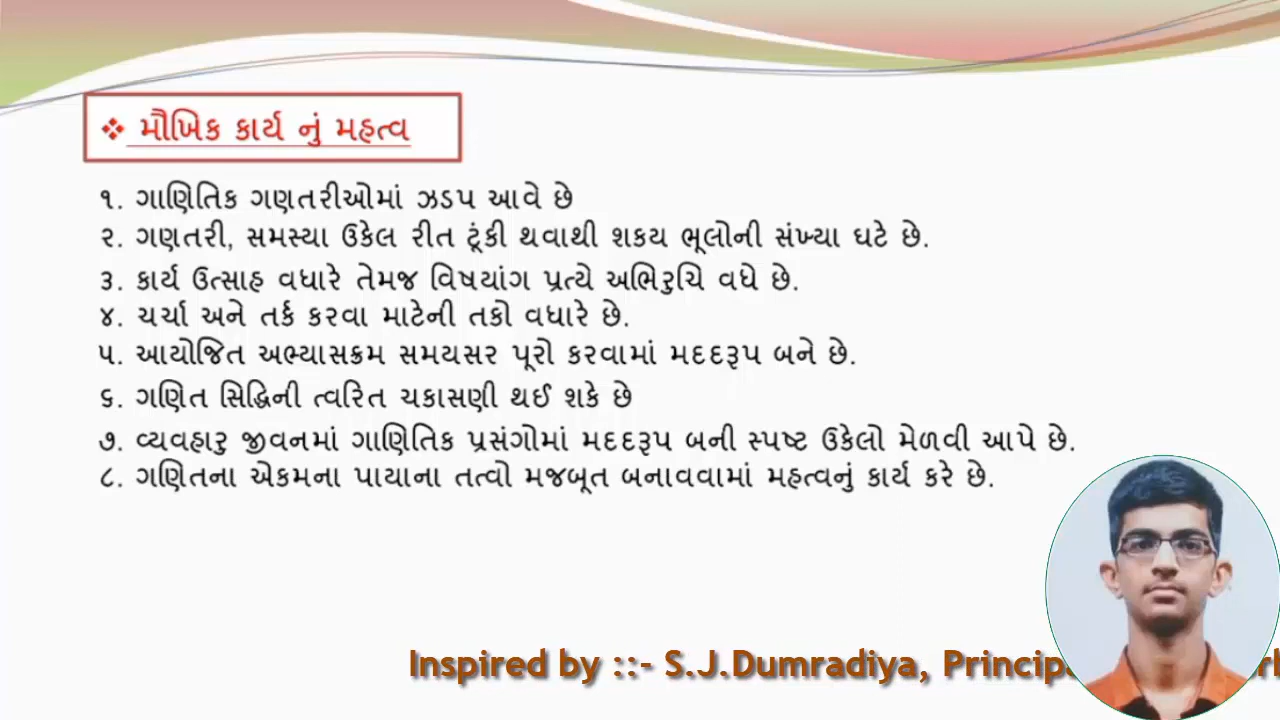 ❖ મૌખિક કાર્ય નું મહત્વ
૧. ગાણિતિક ગણતરીઓમાં ઝડપ આવે છે
૨. ગણતરી, સમસ્યા ઉકેલ રીત ટૂંકી થવાથી શકય ભૂલોની સંખ્યા ઘટે છે.
૩. કાર્ય ઉત્સાહ વધારે તેમજ વિષયાંગ પ્રત્યે અભિરુચિ વધે છે.
૪. ચર્ચા અને તર્ક કરવા માટેની તકો વધારે છે.
૫. આયોજિત અભ્યાસક્રમ સમયસર પૂરો કરવામાં મદદરૂપ બને છે.
૬. ગણિત સિદ્ધિની ત્વરિત ચકાસણી થઈ શકે છે
૭. વ્યવહારુ જીવનમાં ગાણિતિક પ્રસંગોમાં મદદરૂપ બની સ્પષ્ટ ઉકેલો મેળવી આપે છે.
૮. ગણિતના એકમના પાયાના તત્વો મજબૂત બનાવવામાં મહત્વનું કાર્ય કરે છે.
Inspired by ::- S.J.Dumradiya,